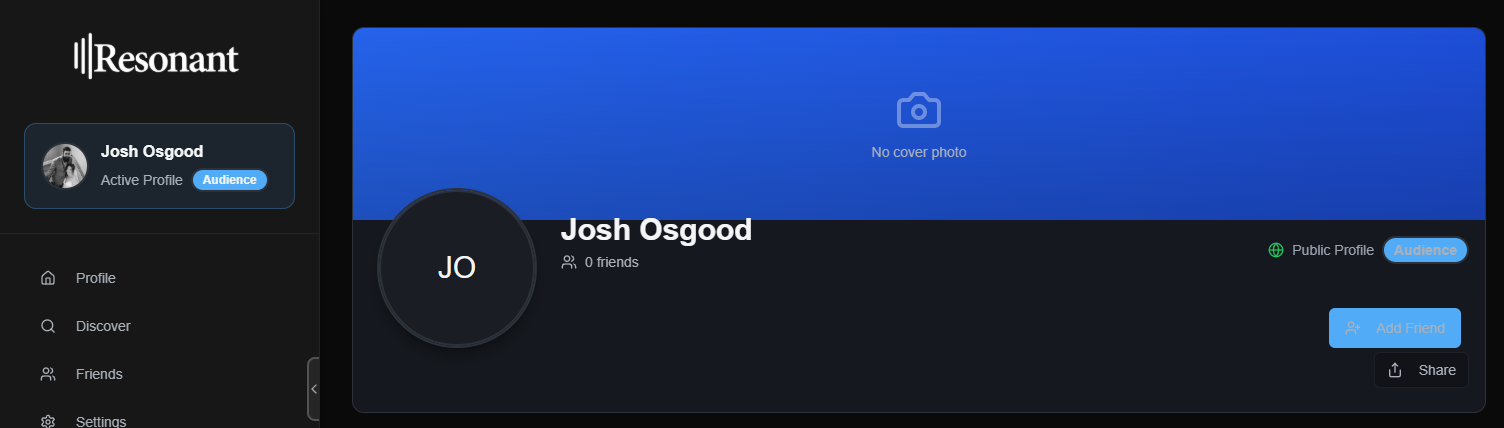 Resonant
Josh Osgood
Active Profile Audience
Profile
Discover
Friends
Settings
No cover photo
JO
Josh Osgood
0 friends
Public Profile Audience
Add Friend
Share